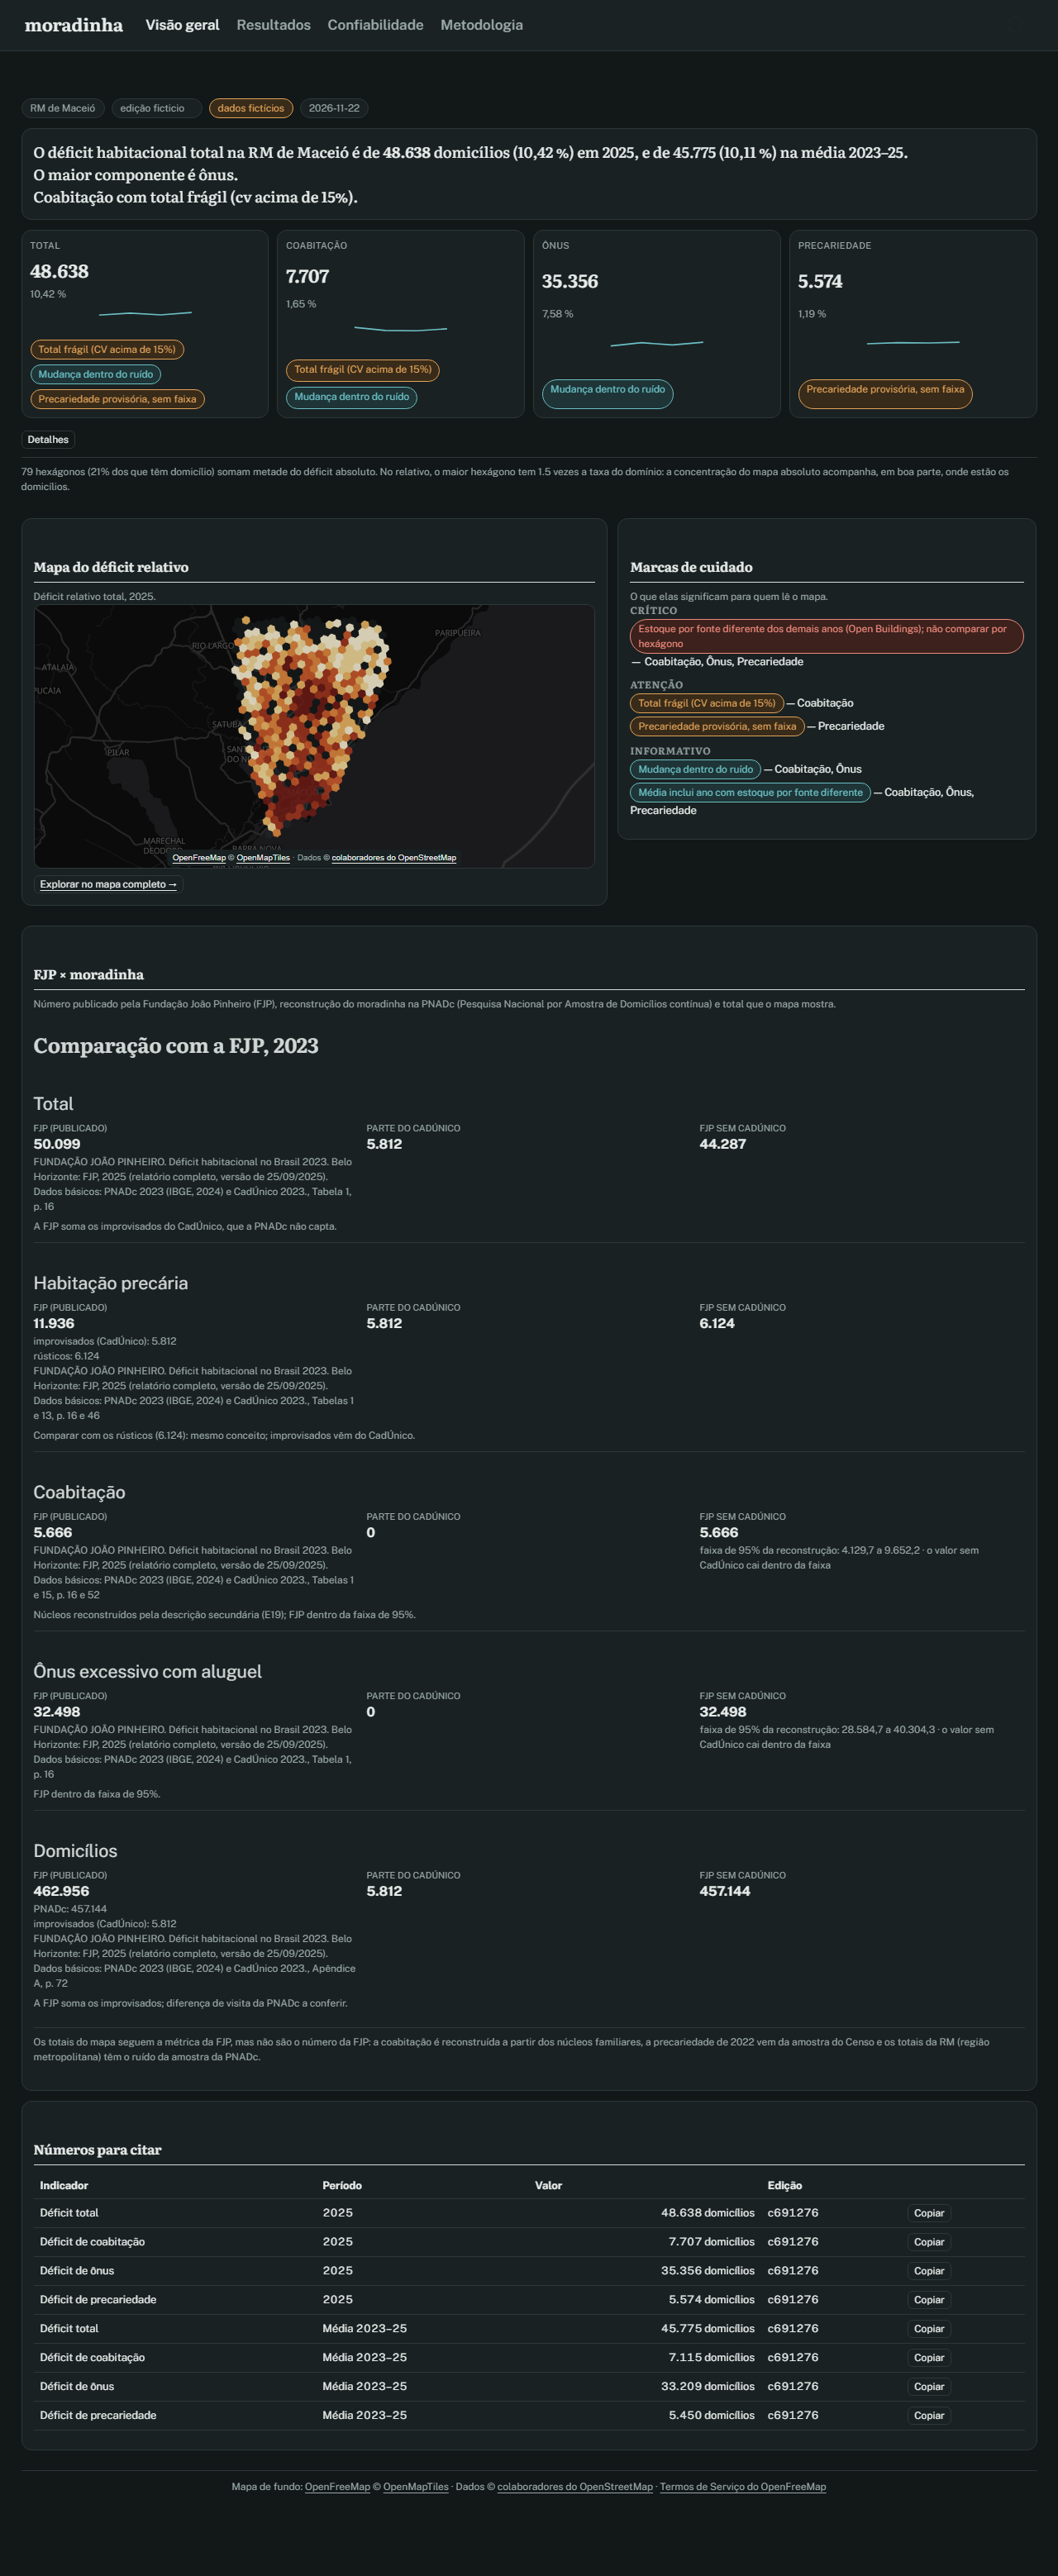 moradinha Visão geral Resultados Confiabilidade Metodologia
RM de Maceió edição ficticio dados fictícios 2026-11-22
O déficit habitacional total na RM de Maceió é de 48.638 domicílios (10,42 %) em 2025, e de 45.775 (10,11 %) na média 2023–25.
O maior componente é ônus.
Coabitação com total frágil (cv acima de 15%).
TOTAL
48.638
10,42 %
Total frágil (CV acima de 15%)
Mudança dentro do ruído
Precariedade provisória, sem faixa
COABITAÇÃO
7.707
1,65 %
Total frágil (CV acima de 15%)
Mudança dentro do ruído
ÔNUS
35.356
7,58 %
Mudança dentro do ruído
PRECARIEDADE
5.574
1,19 %
Precariedade provisória, sem faixa
Detalhes
79 hexágonos (21% dos que têm domicílio) somam metade do déficit absoluto. No relativo, o maior hexágono tem 1.5 vezes a taxa do domínio: a concentração do mapa absoluto acompanha, em boa parte, onde estão os
domicílios.
Mapa do déficit relativo
Déficit relativo total, 2025.
RIO LARGO
PARIPUEIRA
ATALAIA
PUCAIA
SATUBA
PILAR
MARECHAL
BARRA NOVA
OpenFreeMap © OpenMapTiles · Dados © colaboradores do OpenStreetMap
Explorar no mapa completo →
Marcas de cuidado
O que elas significam para quem lê o mapa.
CRÍTICO
Estoque por fonte diferente dos demais anos (Open Buildings); não comparar por
hexágono
— Coabitação, Ônus, Precariedade
ATENÇÃO
Total frágil (CV acima de 15%) — Coabitação
Precariedade provisória, sem faixa — Precariedade
INFORMATIVO
Mudança dentro do ruído — Coabitação, Ônus
Média inclui ano com estoque por fonte diferente — Coabitação, Ônus,
Precariedade
FJP × moradinha
Número publicado pela Fundação João Pinheiro (FJP), reconstrução do moradinha na PNADc (Pesquisa Nacional por Amostra de Domicílios contínua) e total que o mapa mostra.
Comparação com a FJP, 2023
Total
FJP (PUBLICADO) PARTE DO CADÚNICO FJP SEM CADÚNICO
50.099 5.812 44.287
FUNDAÇÃO JOÃO PINHEIRO. Déficit habitacional no Brasil 2023. Belo
Horizonte: FJP, 2025 (relatório completo, versão de 25/09/2025).
Dados básicos: PNADc 2023 (IBGE, 2024) e CadÚnico 2023., Tabela 1,
p. 16
A FJP soma os improvisados do CadÚnico, que a PNADc não capta.
Habitação precária
FJP (PUBLICADO) PARTE DO CADÚNICO FJP SEM CADÚNICO
11.936 5.812 6.124
improvisados (CadÚnico): 5.812
rústicos: 6.124
FUNDAÇÃO JOÃO PINHEIRO. Déficit habitacional no Brasil 2023. Belo
Horizonte: FJP, 2025 (relatório completo, versão de 25/09/2025).
Dados básicos: PNADc 2023 (IBGE, 2024) e CadÚnico 2023., Tabelas 1
e 13, p. 16 e 46
Comparar com os rústicos (6.124): mesmo conceito; improvisados vêm do CadÚnico.
Coabitação
FJP (PUBLICADO) PARTE DO CADÚNICO FJP SEM CADÚNICO
5.666 0 5.666
FUNDAÇÃO JOÃO PINHEIRO. Déficit habitacional no Brasil 2023. Belo
Horizonte: FJP, 2025 (relatório completo, versão de 25/09/2025).
Dados básicos: PNADc 2023 (IBGE, 2024) e CadÚnico 2023., Tabelas 1
e 15, p. 16 e 52
faixa de 95% da reconstrução: 4.129,7 a 9.652,2 · o valor sem
CadÚnico cai dentro da faixa
Núcleos reconstruídos pela descrição secundária (E19); FJP dentro da faixa de 95%.
Ônus excessivo com aluguel
FJP (PUBLICADO) PARTE DO CADÚNICO FJP SEM CADÚNICO
32.498 0 32.498
FUNDAÇÃO JOÃO PINHEIRO. Déficit habitacional no Brasil 2023. Belo
Horizonte: FJP, 2025 (relatório completo, versão de 25/09/2025).
Dados básicos: PNADc 2023 (IBGE, 2024) e CadÚnico 2023., Tabela 1,
p. 16
faixa de 95% da reconstrução: 28.584,7 a 40.304,3 · o valor sem
CadÚnico cai dentro da faixa
FJP dentro da faixa de 95%.
Domicílios
FJP (PUBLICADO) PARTE DO CADÚNICO FJP SEM CADÚNICO
462.956 5.812 457.144
PNADc: 457.144
improvisados (CadÚnico): 5.812
FUNDAÇÃO JOÃO PINHEIRO. Déficit habitacional no Brasil 2023. Belo
Horizonte: FJP, 2025 (relatório completo, versão de 25/09/2025).
Dados básicos: PNADc 2023 (IBGE, 2024) e CadÚnico 2023., Apêndice
A, p. 72
A FJP soma os improvisados; diferença de visita da PNADc a conferir.
Os totais do mapa seguem a métrica da FJP, mas não são o número da FJP: a coabitação é reconstruída a partir dos núcleos familiares, a precariedade de 2022 vem da amostra do Censo e os totais da RM (região
metropolitana) têm o ruído da amostra da PNADc.
Números para citar
Indicador Período Valor Edição
Déficit total 2025 48.638 domicílios c691276 Copiar
Déficit de coabitação 2025 7.707 domicílios c691276 Copiar
Déficit de ônus 2025 35.356 domicílios c691276 Copiar
Déficit de precariedade 2025 5.574 domicílios c691276 Copiar
Déficit total Média 2023–25 45.775 domicílios c691276 Copiar
Déficit de coabitação Média 2023–25 7.115 domicílios c691276 Copiar
Déficit de ônus Média 2023–25 33.209 domicílios c691276 Copiar
Déficit de precariedade Média 2023–25 5.450 domicílios c691276 Copiar
Mapa de fundo: OpenFreeMap © OpenMapTiles · Dados © colaboradores do OpenStreetMap · Termos de Serviço do OpenFreeMap